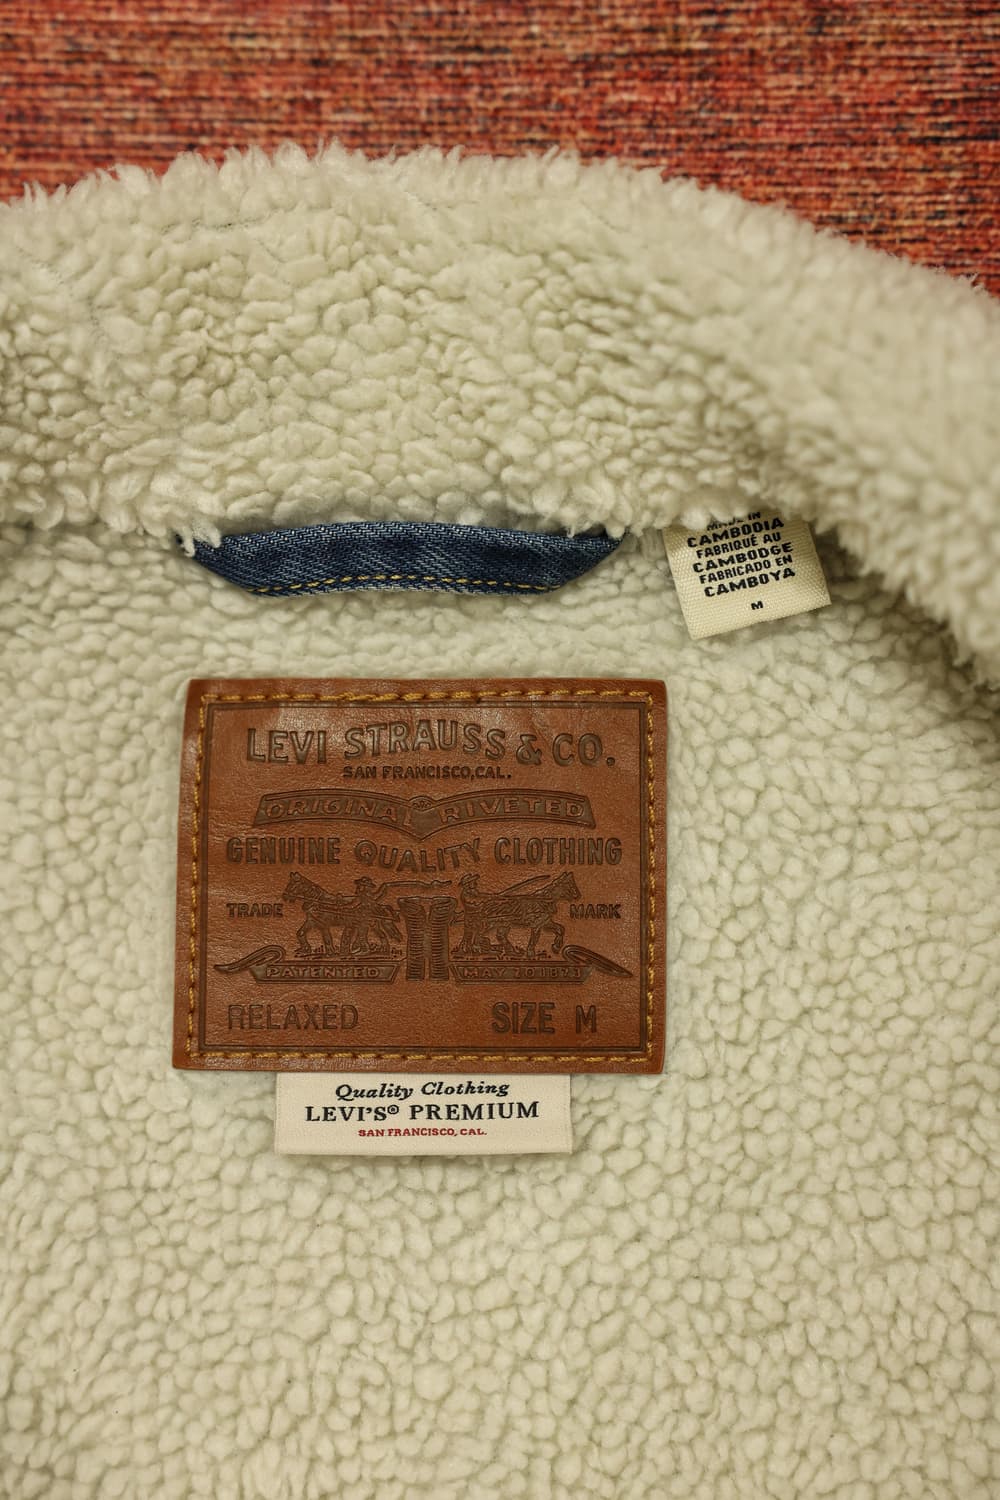 MADE IN
CAMBODIA
FABRIQUÉ AU
CAMBODGE
FABRICADO EN
CAMBOYA
M
LEVI STRAUSS & CO.
SAN FRANCISCO, CAL.
ORIGINAL RIVETED
GENUINE QUALITY CLOTHING
TRADE MARK
PATENTED MAY 20 1873
RELAXED SIZE M
Quality Clothing
LEVI'S® PREMIUM
SAN FRANCISCO, CAL.